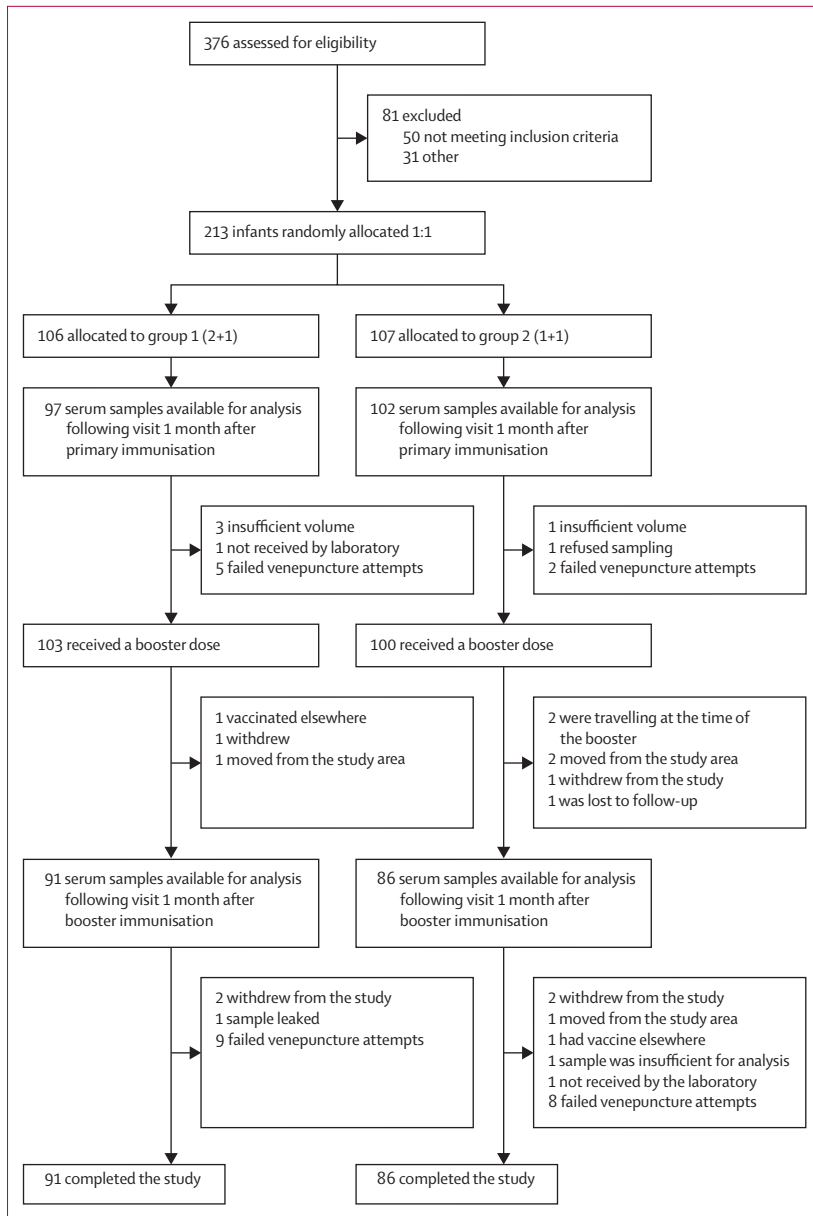 376 assessed for eligibility
81 excluded
50 not meeting inclusion criteria
31 other
213 infants randomly allocated 1:1
106 allocated to group 1 (2+1)
107 allocated to group 2 (1+1)
97 serum samples available for analysis
following visit 1 month after
primary immunisation
102 serum samples available for analysis
following visit 1 month after
primary immunisation
3 insufficient volume
1 not received by laboratory
5 failed venepuncture attempts
1 insufficient volume
1 refused sampling
2 failed venepuncture attempts
103 received a booster dose
100 received a booster dose
1 vaccinated elsewhere
1 withdrew
1 moved from the study area
2 were travelling at the time of
the booster
2 moved from the study area
1 withdrew from the study
1 was lost to follow-up
91 serum samples available for analysis
following visit 1 month after
booster immunisation
86 serum samples available for analysis
following visit 1 month after
booster immunisation
2 withdrew from the study
1 sample leaked
9 failed venepuncture attempts
2 withdrew from the study
1 moved from the study area
1 had vaccine elsewhere
1 sample was insufficient for analysis
1 not received by the laboratory
8 failed venepuncture attempts
91 completed the study
86 completed the study